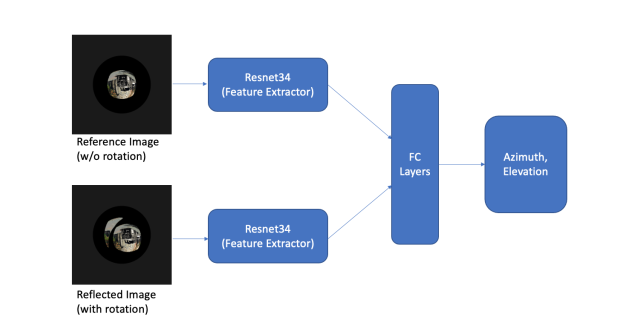 Resnet34
(Feature Extractor)
Reference Image
(w/o rotation)
FC
Layers
Azimuth,
Elevation
Resnet34
(Feature Extractor)
Reflected Image
(with rotation)